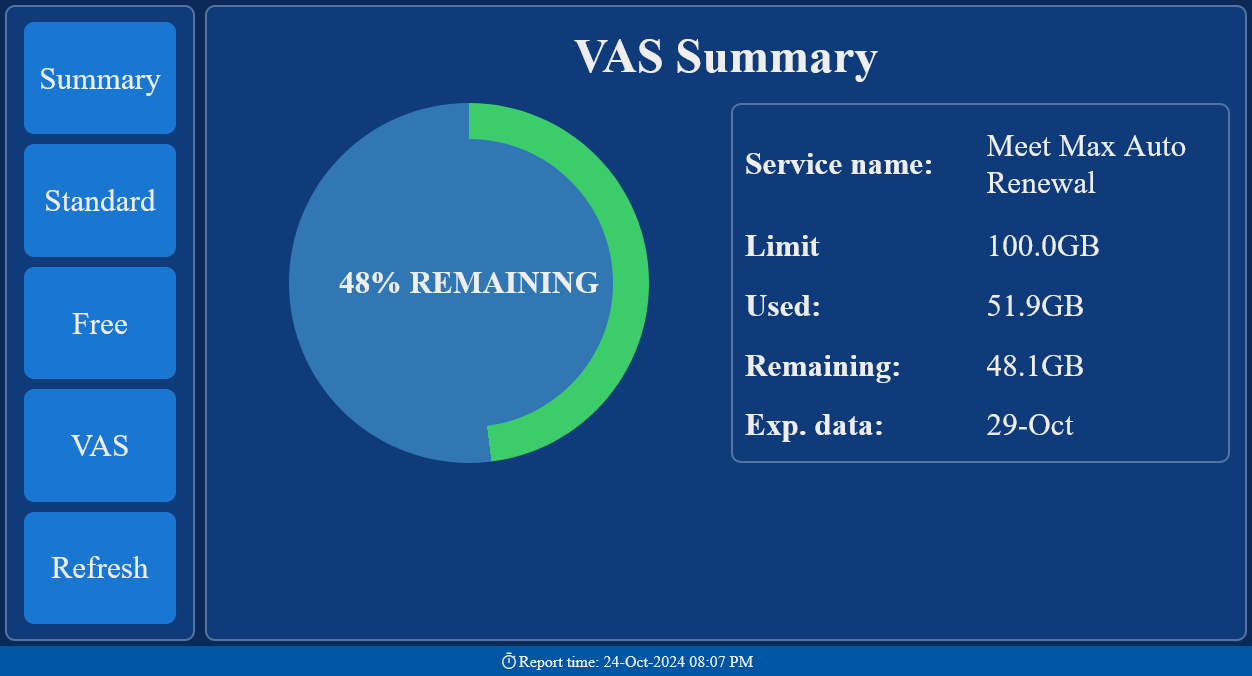 Summary
Standard
Free
VAS
Refresh
VAS Summary
48% REMAINING
Service name: Meet Max Auto
Renewal
Limit 100.0GB
Used: 51.9GB
Remaining: 48.1GB
Exp. data: 29-Oct
Report time: 24-Oct-2024 08:07 PM